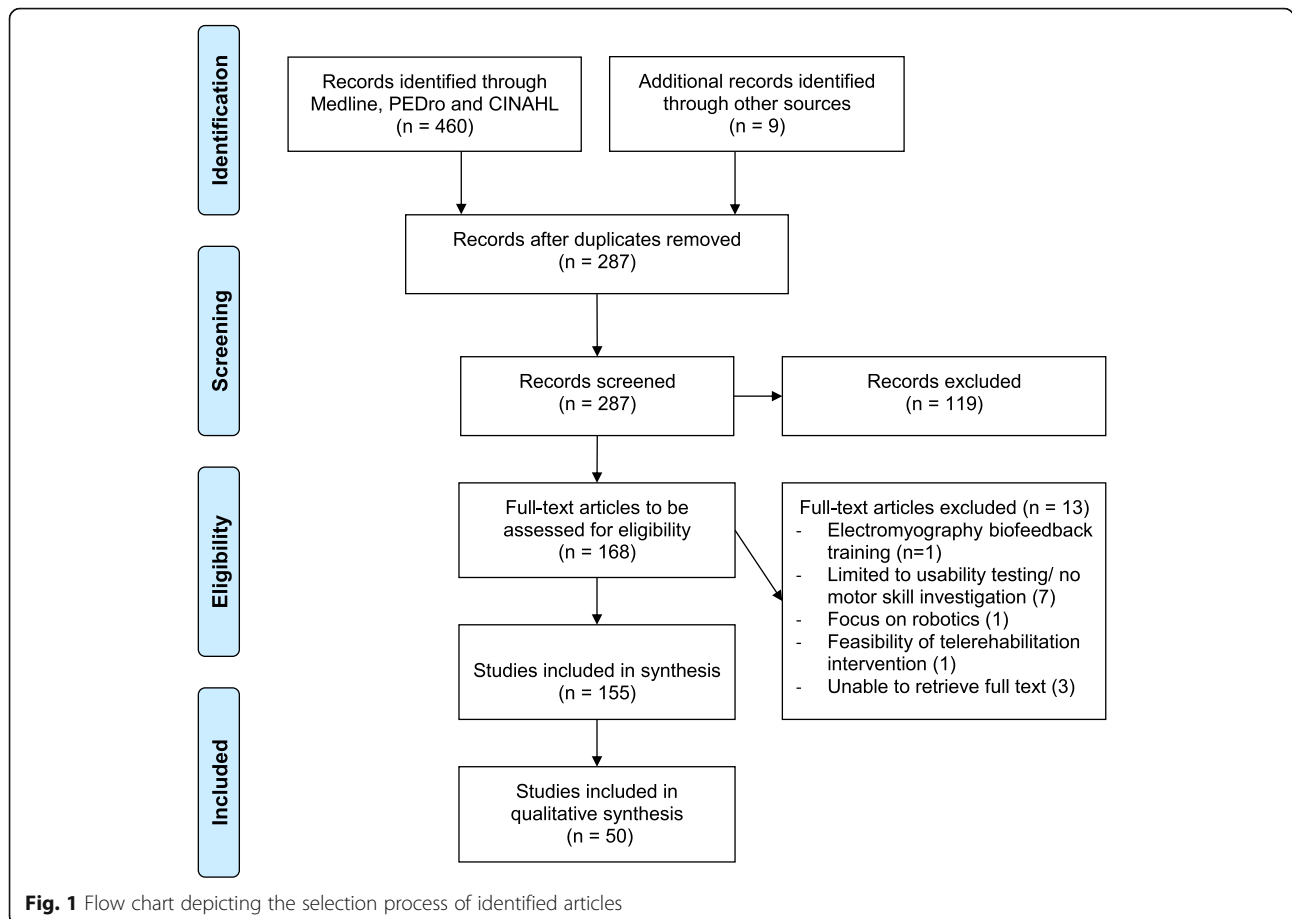 Identification
Records identified through
Medline, PEDro and CINAHL
(n = 460)
Additional records identified
through other sources
(n = 9)
Records after duplicates removed
(n = 287)
Screening
Records screened
(n = 287)
Records excluded
(n = 119)
Eligibility
Full-text articles to be
assessed for eligibility
(n = 168)
Full-text articles excluded (n = 13)
- Electromyography biofeedback
training (n=1)
- Limited to usability testing/ no
motor skill investigation (7)
- Focus on robotics (1)
- Feasibility of telerehabilitation
intervention (1)
- Unable to retrieve full text (3)
Studies included in synthesis
(n = 155)
Included
Studies included in
qualitative synthesis
(n = 50)
Fig. 1 Flow chart depicting the selection process of identified articles